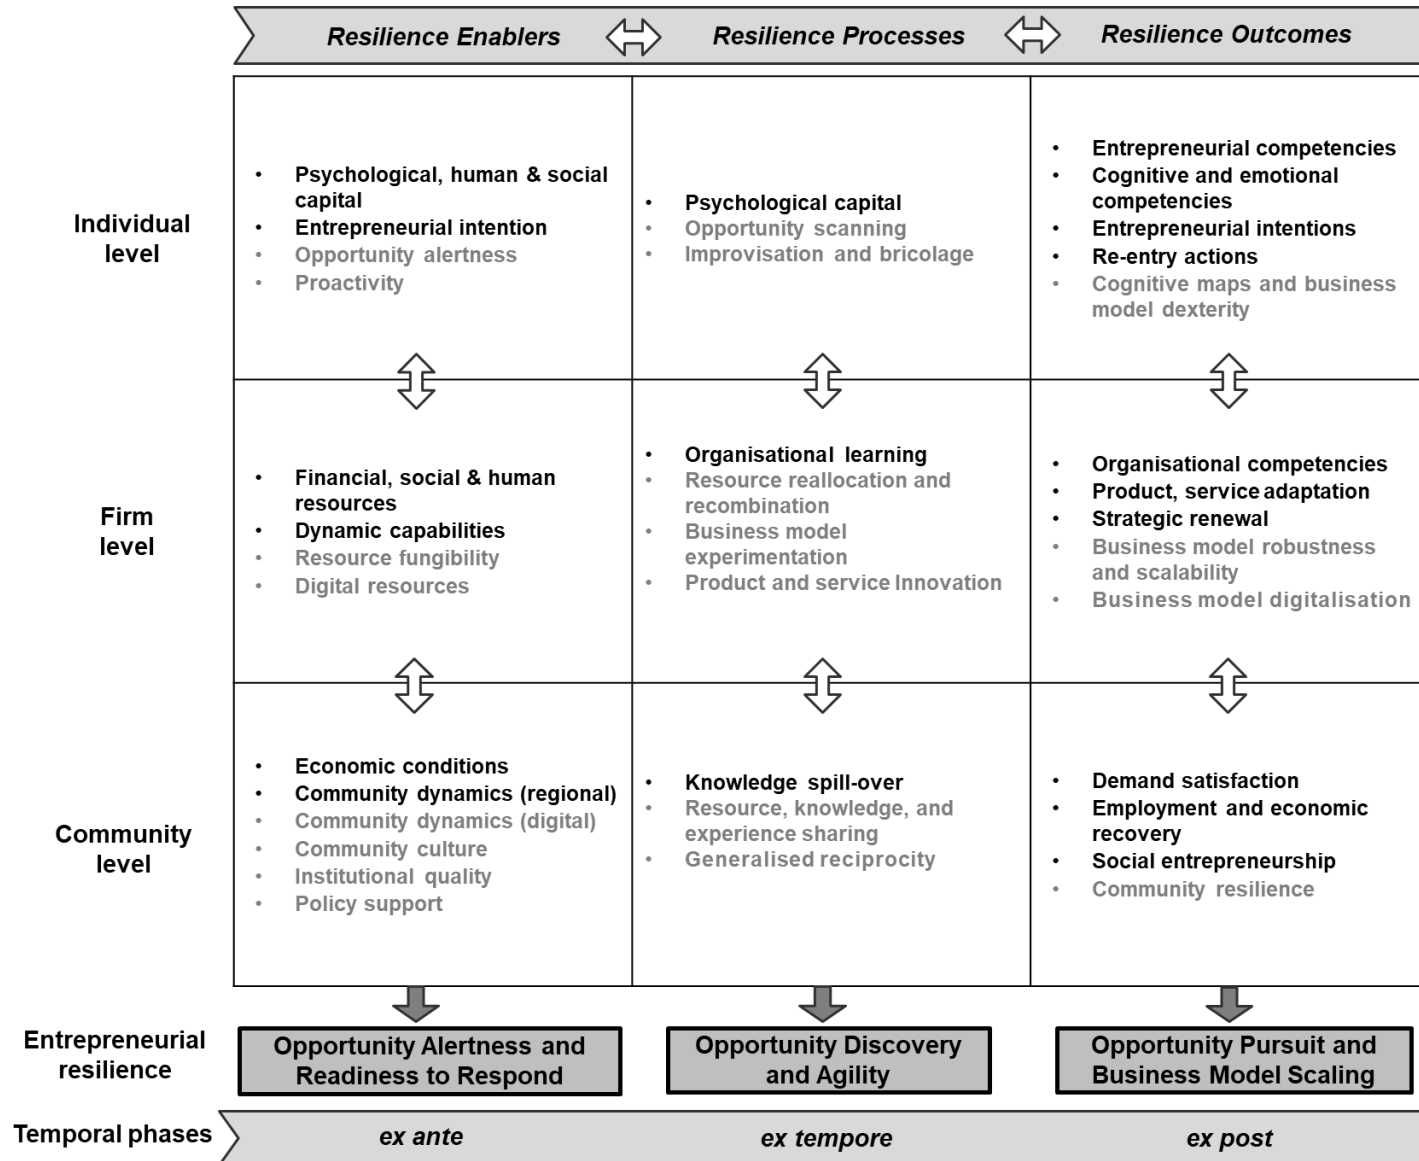 Resilience Enablers
Resilience Processes
Resilience Outcomes
Individual
level
• Psychological, human & social
capital
• Entrepreneurial intention
• Opportunity alertness
• Proactivity
• Psychological capital
• Opportunity scanning
• Improvisation and bricolage
• Entrepreneurial competencies
• Cognitive and emotional
competencies
• Entrepreneurial intentions
• Re-entry actions
• Cognitive maps and business
model dexterity
Firm
level
• Financial, social & human
resources
• Dynamic capabilities
• Resource fungibility
• Digital resources
• Organisational learning
• Resource reallocation and
recombination
• Business model
experimentation
• Product and service Innovation
• Organisational competencies
• Product, service adaptation
• Strategic renewal
• Business model robustness
and scalability
• Business model digitalisation
Community
level
• Economic conditions
• Community dynamics (regional)
• Community dynamics (digital)
• Community culture
• Institutional quality
• Policy support
• Knowledge spill-over
• Resource, knowledge, and
experience sharing
• Generalised reciprocity
• Demand satisfaction
• Employment and economic
recovery
• Social entrepreneurship
• Community resilience
Entrepreneurial
resilience
Opportunity Alertness and
Readiness to Respond
Opportunity Discovery
and Agility
Opportunity Pursuit and
Business Model Scaling
Temporal phases
ex ante
ex tempore
ex post